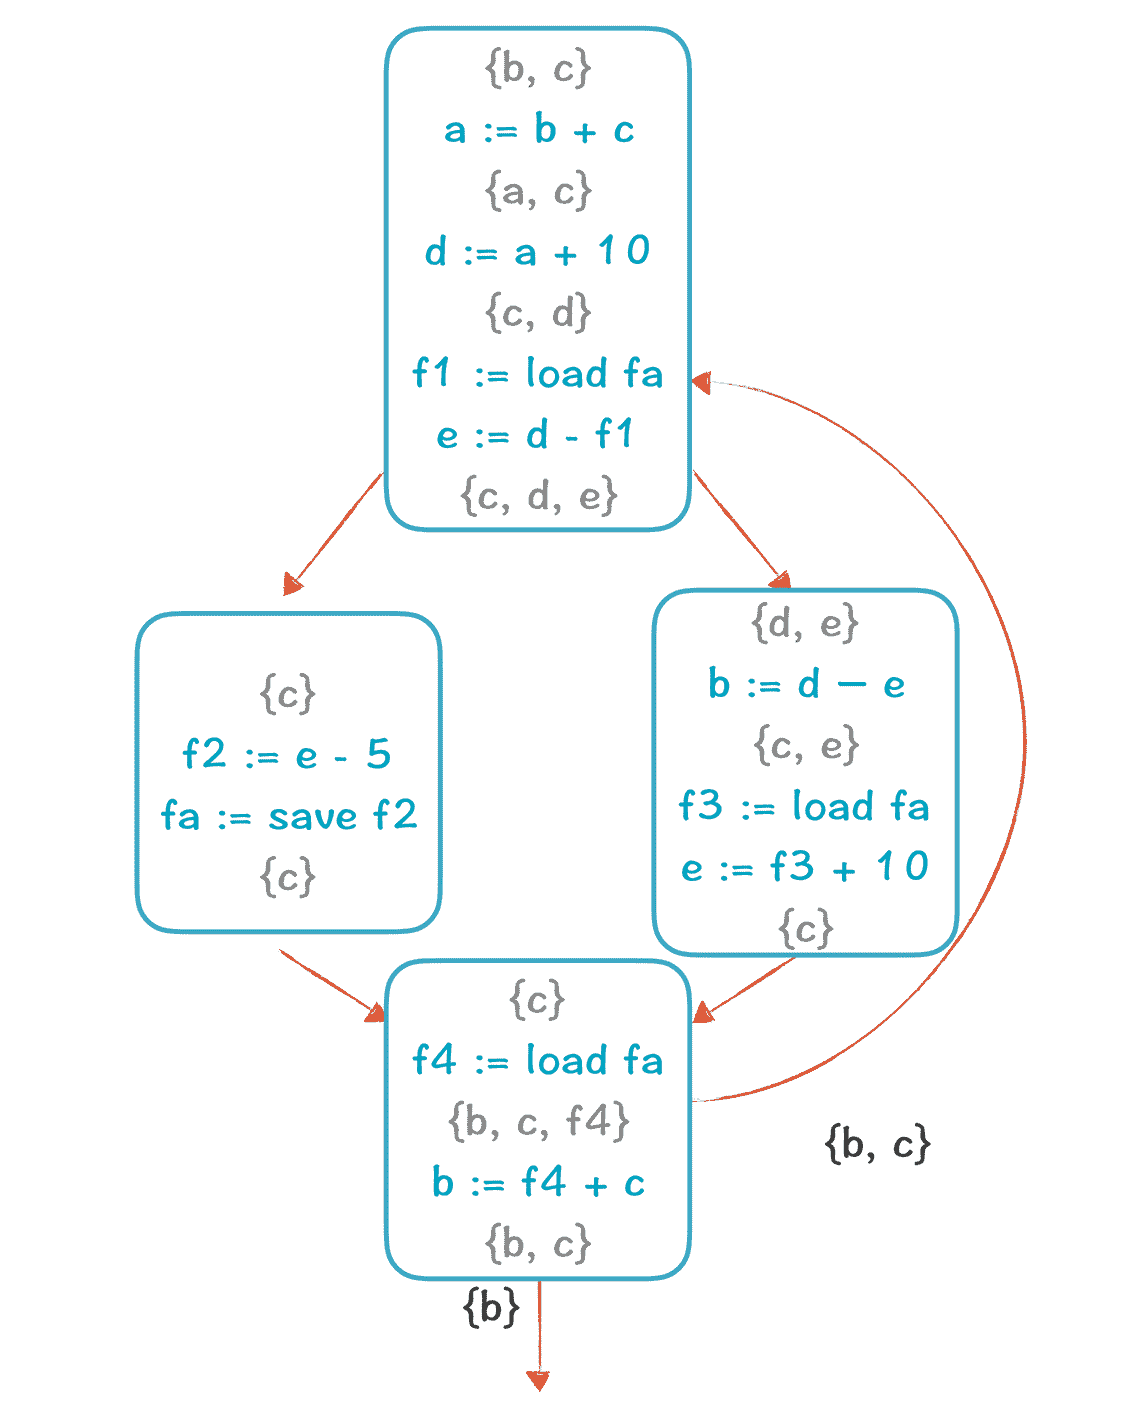 {b, c}
a := b + c
{a, c}
d := a + 10
{c, d}
f1 := load fa
e := d - f1
{c, d, e}
{c}
f2 := e - 5
fa := save f2
{c}
{d, e}
b := d − e
{c, e}
f3 := load fa
e := f3 + 10
{c}
{c}
f4 := load fa
{b, c, f4}
b := f4 + c
{b, c}
{b, c}
{b}